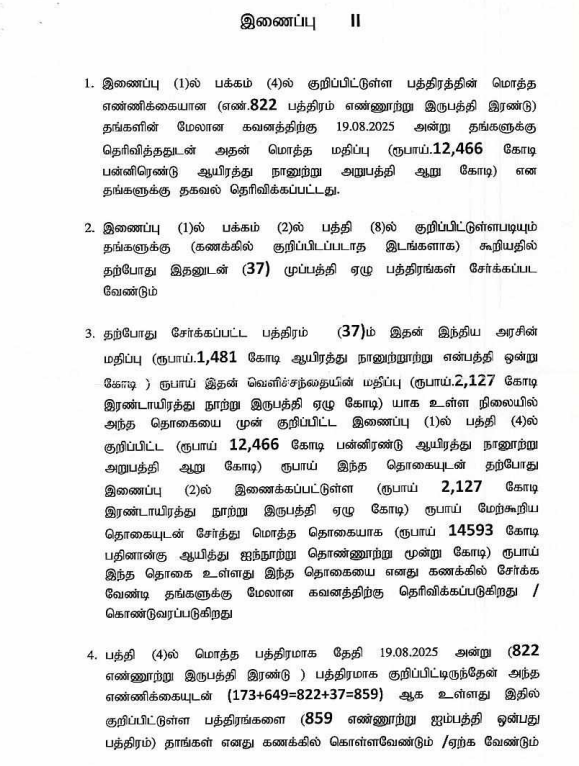 இணைப்பு II
1. இணைப்பு (1)ல் பக்கம் (4)ல் குறிப்பிட்டுள்ள பத்திரத்தின் மொத்த
எண்ணிக்கையான (எண்.822 பத்திரம் எண்ணூற்று இருபத்தி இரண்டு)
தங்களின் மேலான கவனத்திற்கு 19.08.2025 அன்று தங்களுக்கு
தெரிவித்ததுடன் அதன் மொத்த மதிப்பு (ரூபாய்.12,466 கோடி
பன்னிரெண்டு ஆயிரத்து நானுற்று அறுபத்தி ஆறு கோடி) என
தங்களுக்கு தகவல் தெரிவிக்கப்பட்டது.
2. இணைப்பு (1)ல் பக்கம் (2)ல் பத்தி (8)ல் குறிப்பிட்டுள்ளபடியும்
தங்களுக்கு (கணக்கில் குறிப்பிடப்படாத இடங்களாக) கூறியதில்
தற்போது இதனுடன் (37) முப்பத்தி ஏழு பத்திரங்கள் சேர்க்கப்பட
வேண்டும்
3. தற்போது சேர்க்கப்பட்ட பத்திரம் (37)ம் இதன் இந்திய அரசின்
மதிப்பு (ரூபாய்.1,481 கோடி ஆயிரத்து நானுற்றூற்று என்பத்தி ஒன்று
கோடி ) ரூபாய் இதன் வெளிச்சந்தையின் மதிப்பு (ரூபாய்.2,127 கோடி
இரண்டாயிரத்து நூற்று இருபத்தி ஏழு கோடி) யாக உள்ள நிலையில்
அந்த தொகையை முன் குறிப்பிட்ட இணைப்பு (1)ல் பத்தி (4)ல்
குறிப்பிட்ட (ரூபாய் 12,466 கோடி பன்னிரண்டு ஆயிரத்து நானூற்று
அறுபத்தி ஆறு கோடி) ரூபாய் இந்த தொகையுடன் தற்போது
இணைப்பு (2)ல் இணைக்கப்பட்டுள்ள (ரூபாய் 2,127 கோடி
இரண்டாயிரத்து நூற்று இருபத்தி ஏழு கோடி) ரூபாய் மேற்கூறிய
தொகையுடன் சேர்த்து மொத்த தொகையாக (ரூபாய் 14593 கோடி
பதினான்கு ஆயித்து ஐந்நூற்று தொண்ணூற்று மூன்று கோடி) ரூபாய்
இந்த தொகை உள்ளது இந்த தொகையை எனது கணக்கில் சேர்க்க
வேண்டி தங்களுக்கு மேலான கவனத்திற்கு தெரிவிக்கப்படுகிறது /
கொண்டுவரப்படுகிறது
4. பத்தி (4)ல் மொத்த பத்திரமாக தேதி 19.08.2025 அன்று (822
எண்ணூற்று இருபத்தி இரண்டு ) பத்திரமாக குறிப்பிட்டிருந்தேன் அந்த
எண்ணிக்கையுடன் (173+649=822+37=859) ஆக உள்ளது இதில்
குறிப்பிட்டுள்ள பத்திரங்களை (859 எண்ணூற்று ஐம்பத்தி ஒன்பது
பத்திரம்) தாங்கள் எனது கணக்கில் கொள்ளவேண்டும் /ஏற்க வேண்டும்